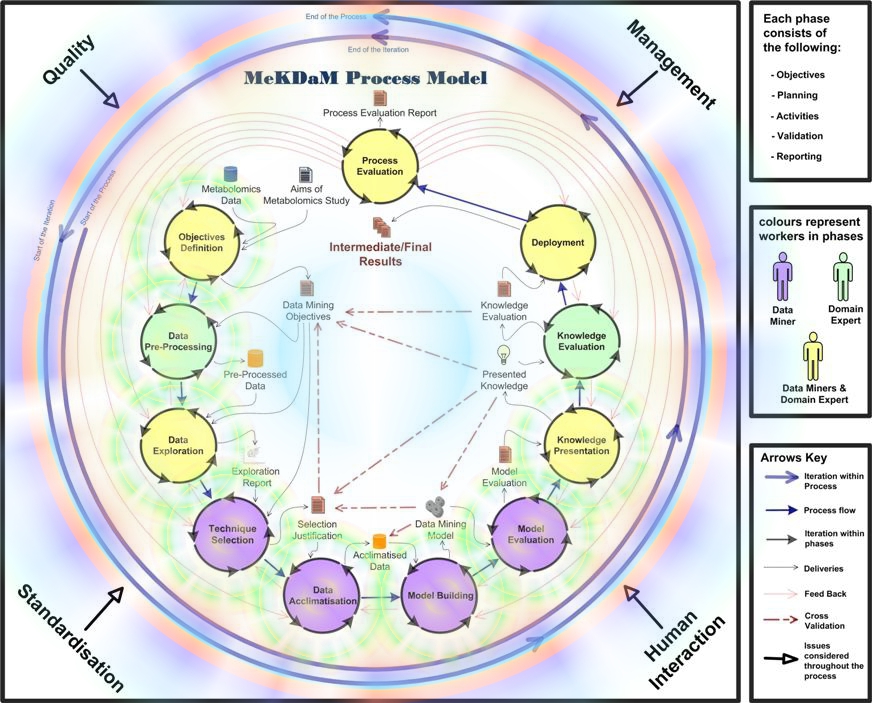 End of the Process
End of the Iteration
Quality
Management
MeKDaM Process Model
Process Evaluation Report
Process
Evaluation
Metabolomics
Data
Aims of
Metabolomics Study
Start of the Iteration
Start of the Process
Objectives
Definition
Intermediate/Final
Results
Deployment
Data Mining
Objectives
Knowledge
Evaluation
Data
Pre-Processing
Knowledge
Evaluation
Pre-Processed
Data
Presented
Knowledge
Data
Exploration
Knowledge
Presentation
Exploration
Report
Model
Evaluation
Technique
Selection
Selection
Justification
Data Mining
Model
Model
Evaluation
Acclimatised
Data
Data
Acclimatisation
Model Building
Standardisation
Human
Interaction
Each phase
consists of
the following:
- Objectives
- Planning
- Activities
- Validation
- Reporting
colours represent
workers in phases
Data
Miner
Domain
Expert
Data Miners &
Domain Expert
Arrows Key
Iteration within
Process
Process flow
Iteration within
phases
Deliveries
Feed Back
Cross
Validation
Issues
considered
throughout the
process